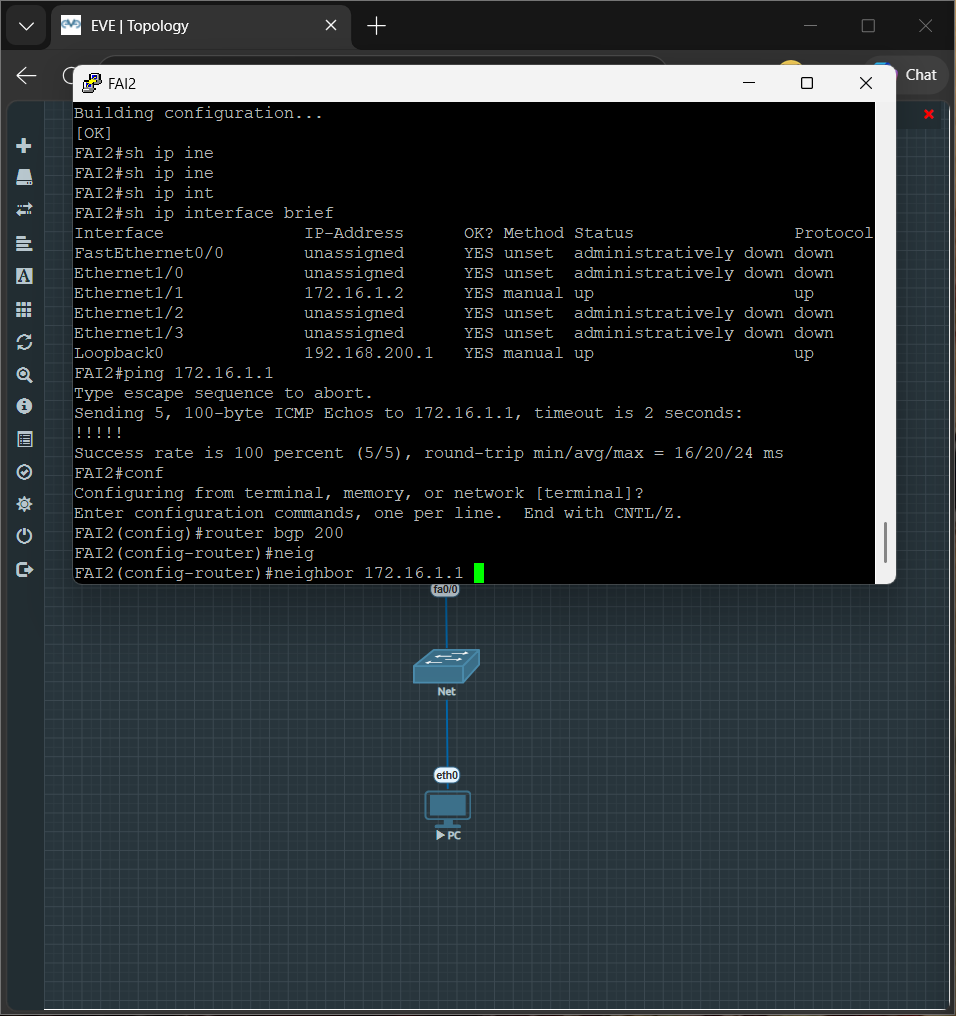 EVE | Topology
Chat
FAI2
Building configuration...
[OK]
FAI2#sh ip ine
FAI2#sh ip ine
FAI2#sh ip int
FAI2#sh ip interface brief
Interface IP-Address OK? Method Status Protocol
FastEthernet0/0 unassigned YES unset administratively down down
Ethernet1/0 unassigned YES unset administratively down down
Ethernet1/1 172.16.1.2 YES manual up up
Ethernet1/2 unassigned YES unset administratively down down
Ethernet1/3 unassigned YES unset administratively down down
Loopback0 192.168.200.1 YES manual up up
FAI2#ping 172.16.1.1
Type escape sequence to abort.
Sending 5, 100-byte ICMP Echos to 172.16.1.1, timeout is 2 seconds:
!!!!!
Success rate is 100 percent (5/5), round-trip min/avg/max = 16/20/24 ms
FAI2#conf
Configuring from terminal, memory, or network [terminal]?
Enter configuration commands, one per line.  End with CNTL/Z.
FAI2(config)#router bgp 200
FAI2(config-router)#neig
FAI2(config-router)#neighbor 172.16.1.1
fa0/0
Net
eth0
PC